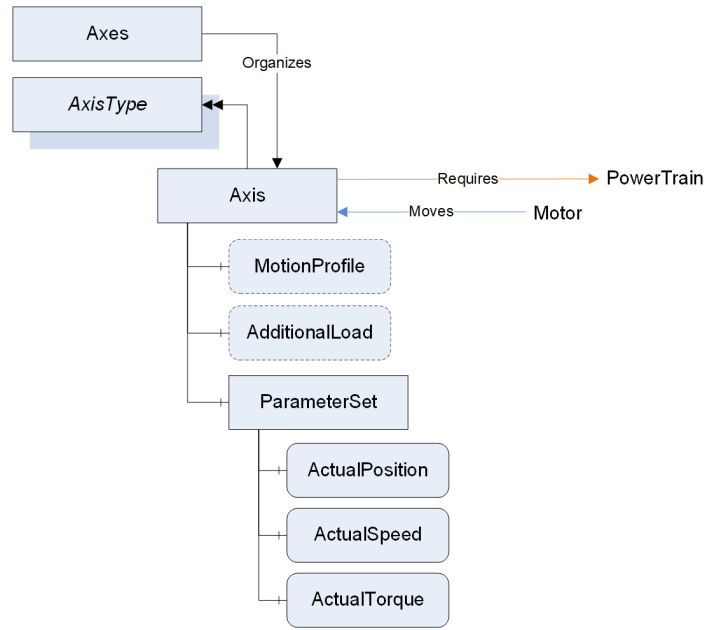 Axes
Organizes
AxisType
Axis
Requires
PowerTrain
Moves
Motor
MotionProfile
AdditionalLoad
ParameterSet
ActualPosition
ActualSpeed
ActualTorque